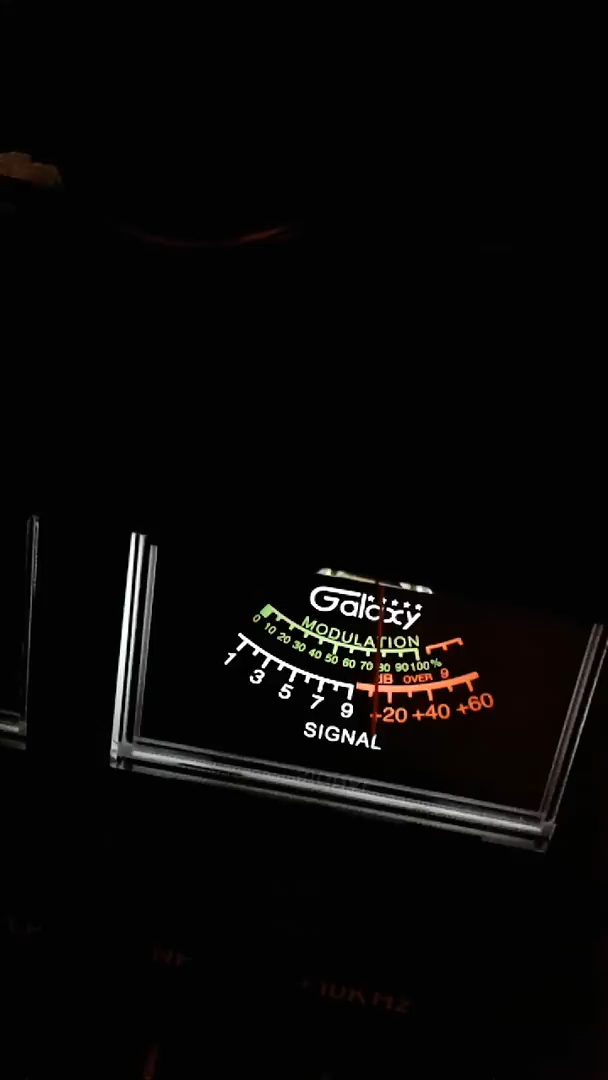 Galaxy
MODULATION
0 10 20 30 40 50 60 70 80 90 100%
dB OVER 9
1 3 5 7 9 +20 +40 +60
SIGNAL
+10KHz